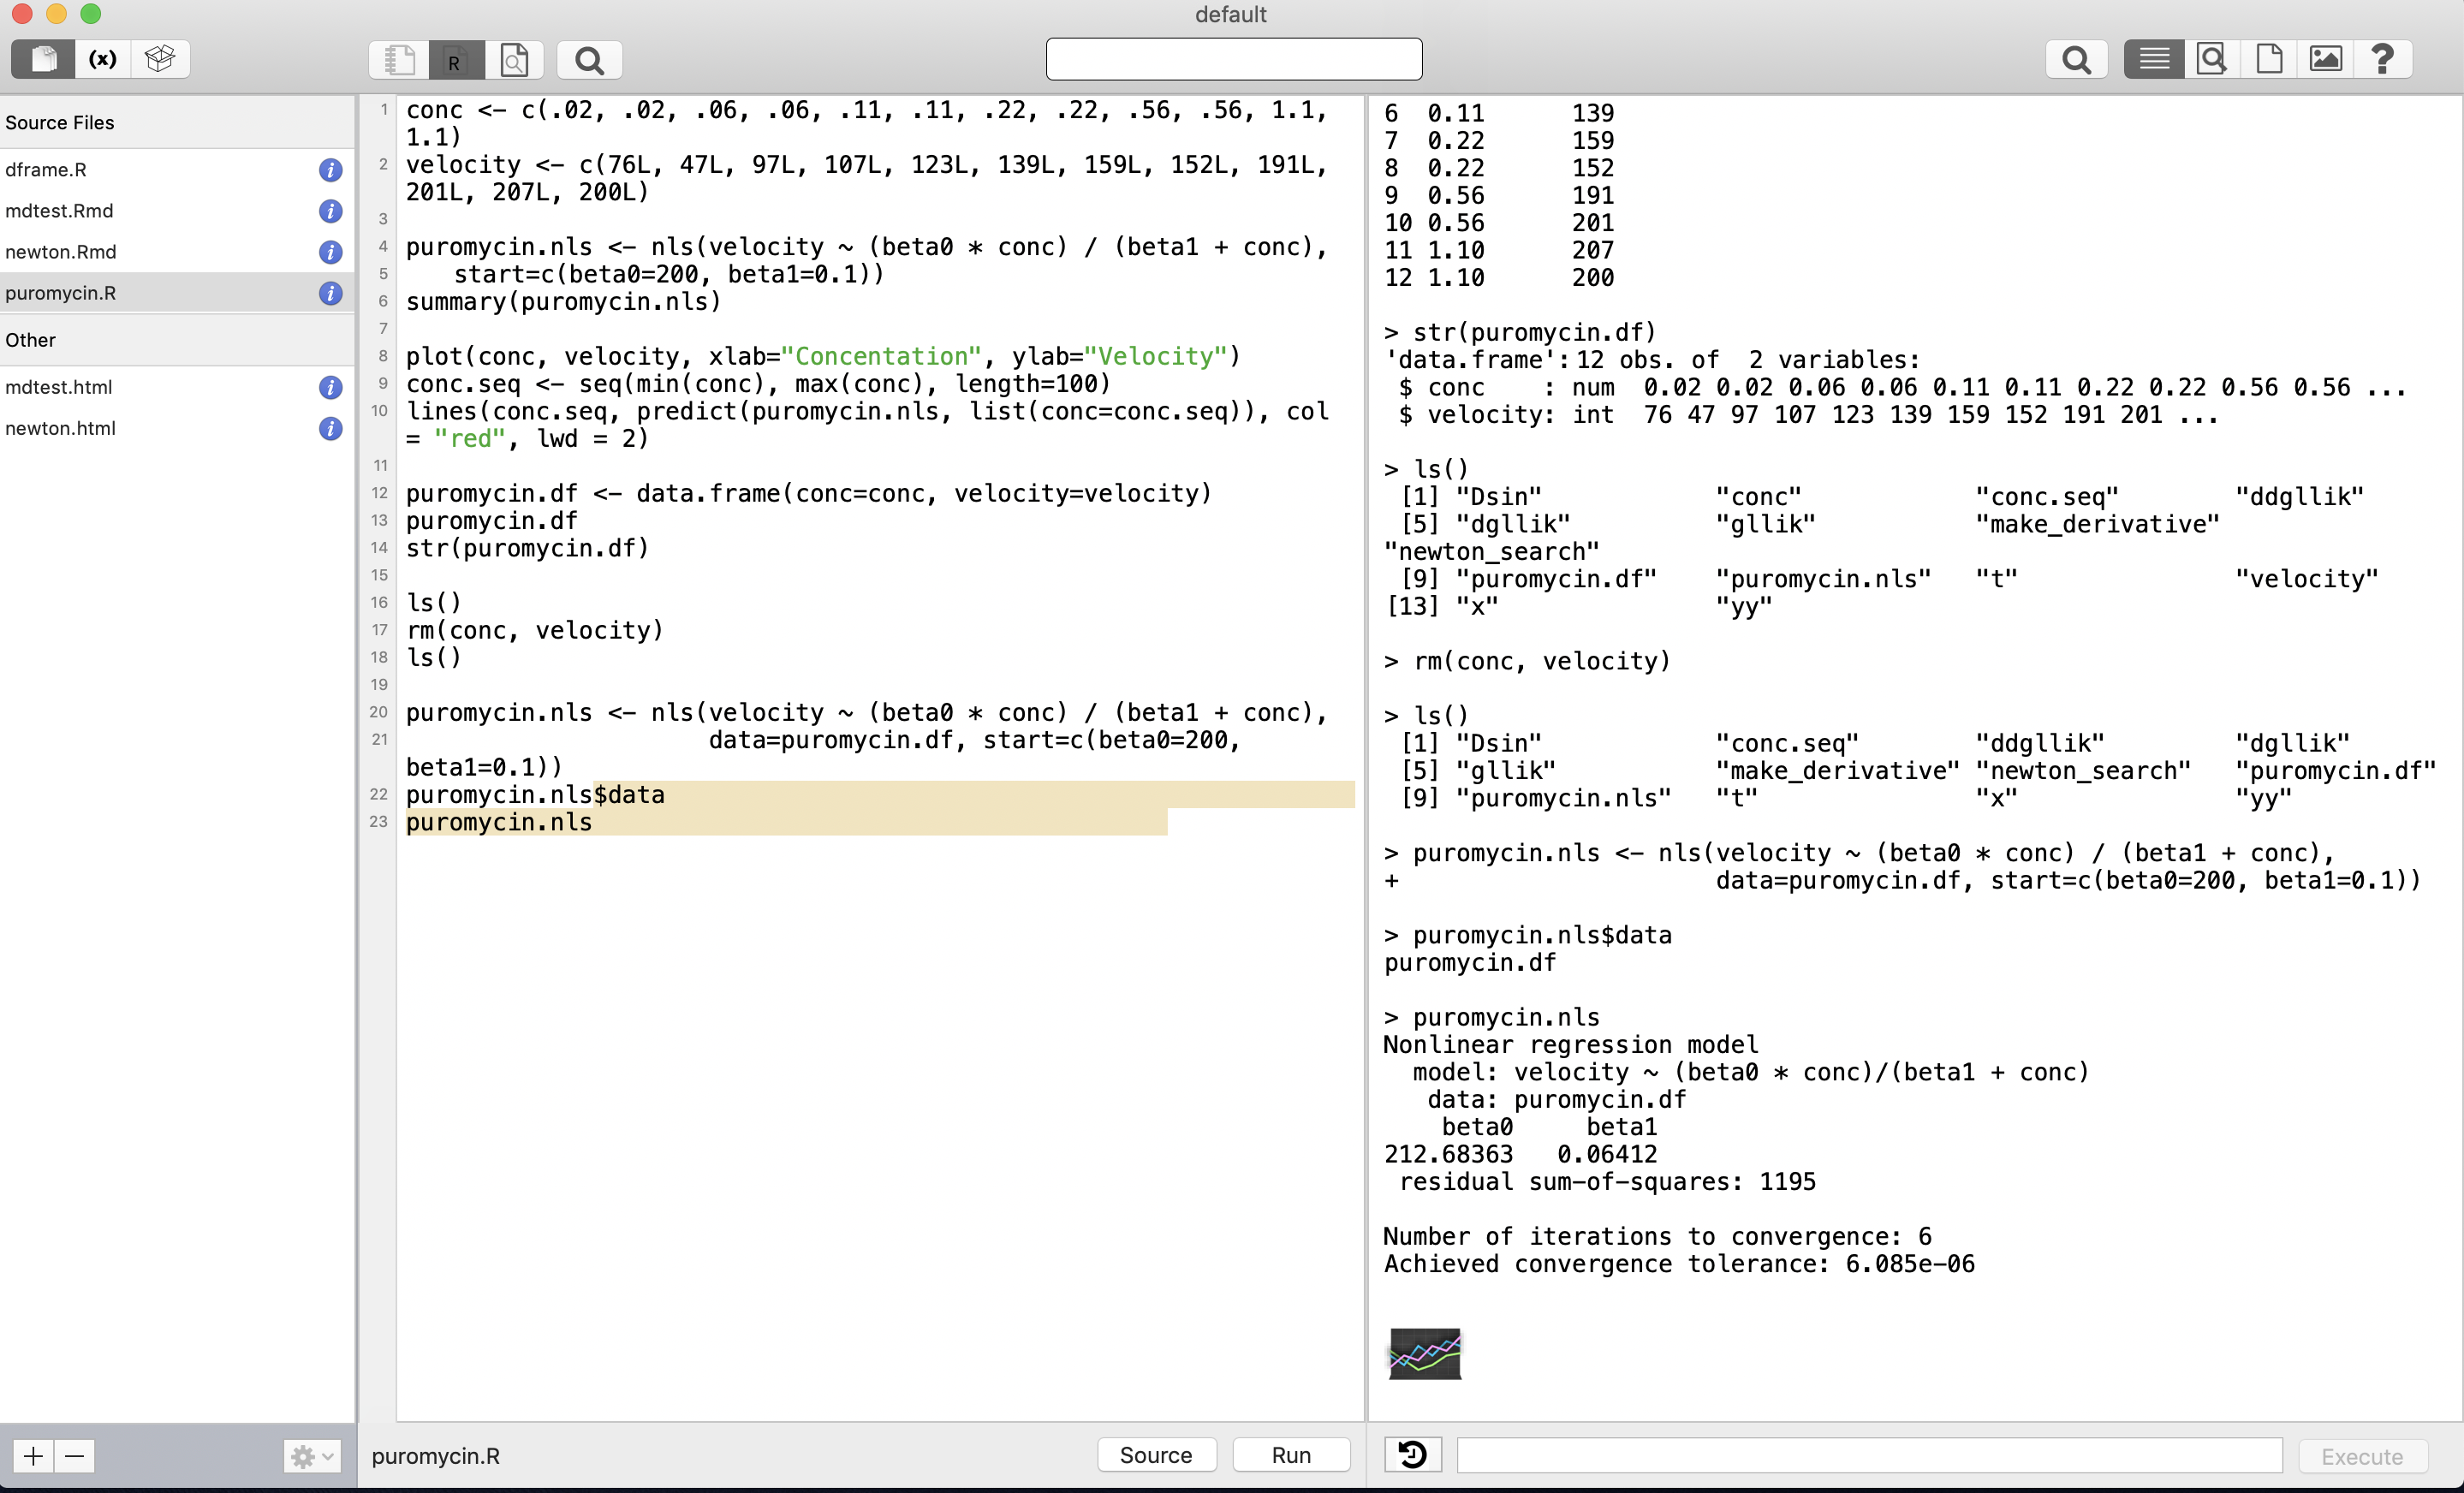 default
(x)
R
?
Source Files
dframe.R
mdtest.Rmd
newton.Rmd
puromycin.R
Other
mdtest.html
newton.html
1 conc <- c(.02, .02, .06, .06, .11, .11, .22, .22, .56, .56, 1.1,
1.1)
2 velocity <- c(76L, 47L, 97L, 107L, 123L, 139L, 159L, 152L, 191L,
201L, 207L, 200L)
3
4 puromycin.nls <- nls(velocity ~ (beta0 * conc) / (beta1 + conc),
5 start=c(beta0=200, beta1=0.1))
6 summary(puromycin.nls)
7
8 plot(conc, velocity, xlab="Concentation", ylab="Velocity")
9 conc.seq <- seq(min(conc), max(conc), length=100)
10 lines(conc.seq, predict(puromycin.nls, list(conc=conc.seq)), col
= "red", lwd = 2)
11
12 puromycin.df <- data.frame(conc=conc, velocity=velocity)
13 puromycin.df
14 str(puromycin.df)
15
16 ls()
17 rm(conc, velocity)
18 ls()
19
20 puromycin.nls <- nls(velocity ~ (beta0 * conc) / (beta1 + conc),
21 data=puromycin.df, start=c(beta0=200,
beta1=0.1))
22 puromycin.nls$data
23 puromycin.nls
6 0.11 139
7 0.22 159
8 0.22 152
9 0.56 191
10 0.56 201
11 1.10 207
12 1.10 200
> str(puromycin.df)
'data.frame': 12 obs. of 2 variables:
$ conc : num 0.02 0.02 0.06 0.06 0.11 0.11 0.22 0.22 0.56 0.56 ...
$ velocity: int 76 47 97 107 123 139 159 152 191 201 ...
> ls()
[1] "Dsin" "conc" "conc.seq" "ddgllik"
[5] "dgllik" "gllik" "make_derivative"
"newton_search"
[9] "puromycin.df" "puromycin.nls" "t" "velocity"
[13] "x" "yy"
> rm(conc, velocity)
> ls()
[1] "Dsin" "conc.seq" "ddgllik" "dgllik"
[5] "gllik" "make_derivative" "newton_search" "puromycin.df"
[9] "puromycin.nls" "t" "x" "yy"
> puromycin.nls <- nls(velocity ~ (beta0 * conc) / (beta1 + conc),
+ data=puromycin.df, start=c(beta0=200, beta1=0.1))
> puromycin.nls$data
puromycin.df
> puromycin.nls
Nonlinear regression model
model: velocity ~ (beta0 * conc)/(beta1 + conc)
data: puromycin.df
beta0 beta1
212.68363 0.06412
residual sum-of-squares: 1195
Number of iterations to convergence: 6
Achieved convergence tolerance: 6.085e-06
puromycin.R
Source
Run
Execute